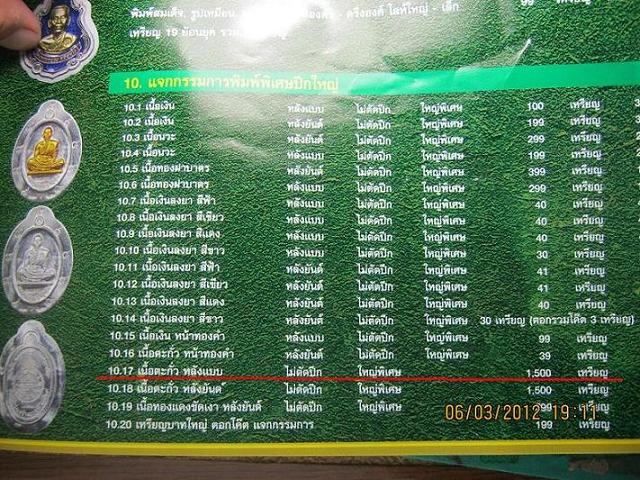 พิมพ์สมเด็จ, รูปเหมือน, - ครึ่งองค์ โลห์ใหญ่ - เล็ก 99
เหรียญ 19 ย้อนยุค
10. แจกกรรมการพิมพ์พิเศษปีกใหญ่
10.1 เนื้อเงิน หลังแบบ ไม่ตัดปีก ใหญ่พิเศษ 100 เหรียญ
10.2 เนื้อเงิน หลังยันต์ ไม่ตัดปีก ใหญ่พิเศษ 199 เหรียญ
10.3 เนื้อนวะ หลังแบบ ไม่ตัดปีก ใหญ่พิเศษ 299 เหรียญ
10.4 เนื้อนวะ หลังยันต์ ไม่ตัดปีก ใหญ่พิเศษ 199 เหรียญ
10.5 เนื้อทองฝาบาตร หลังแบบ ไม่ตัดปีก ใหญ่พิเศษ 399 เหรียญ
10.6 เนื้อทองฝาบาตร หลังยันต์ ไม่ตัดปีก ใหญ่พิเศษ 299 เหรียญ
10.7 เนื้อเงินลงยา สีฟ้า หลังแบบ ไม่ตัดปีก ใหญ่พิเศษ 40 เหรียญ
10.8 เนื้อเงินลงยา สีเขียว หลังแบบ ไม่ตัดปีก ใหญ่พิเศษ 40 เหรียญ
10.9 เนื้อเงินลงยา สีแดง หลังแบบ ไม่ตัดปีก ใหญ่พิเศษ 40 เหรียญ
10.10 เนื้อเงินลงยา สีขาว หลังแบบ ไม่ตัดปีก ใหญ่พิเศษ 30 เหรียญ
10.11 เนื้อเงินลงยา สีฟ้า หลังยันต์ ไม่ตัดปีก ใหญ่พิเศษ 41 เหรียญ
10.12 เนื้อเงินลงยา สีเขียว หลังยันต์ ไม่ตัดปีก ใหญ่พิเศษ 41 เหรียญ
10.13 เนื้อเงินลงยา สีแดง หลังยันต์ ไม่ตัดปีก ใหญ่พิเศษ 40 เหรียญ
10.14 เนื้อเงินลงยา สีขาว หลังยันต์ ไม่ตัดปีก ใหญ่พิเศษ 30 เหรียญ (ตอกรวมโค๊ด 3 เหรียญ)
10.15 เนื้อเงิน หน้าทองคำ หลังแบบ ไม่ตัดปีก ใหญ่พิเศษ 99 เหรียญ
10.16 เนื้อตะกั่ว หน้าทองคำ หลังยันต์ ไม่ตัดปีก ใหญ่พิเศษ 39 เหรียญ
10.17 เนื้อตะกั่ว หลังแบบ ไม่ตัดปีก ใหญ่พิเศษ 1,500 เหรียญ
10.18 เนื้อตะกั่ว หลังยันต์ ไม่ตัดปีก ใหญ่พิเศษ 1,500 เหรียญ
10.19 เนื้อทองแดงขัดเงา หลังยันต์ ไม่ตัดปีก ใหญ่พิเศษ เหรียญ
10.20 เหรียญบาทใหญ่ ตอกโค๊ต แจกกรรมการ 199 เหรียญ
06/03/2012 19:11